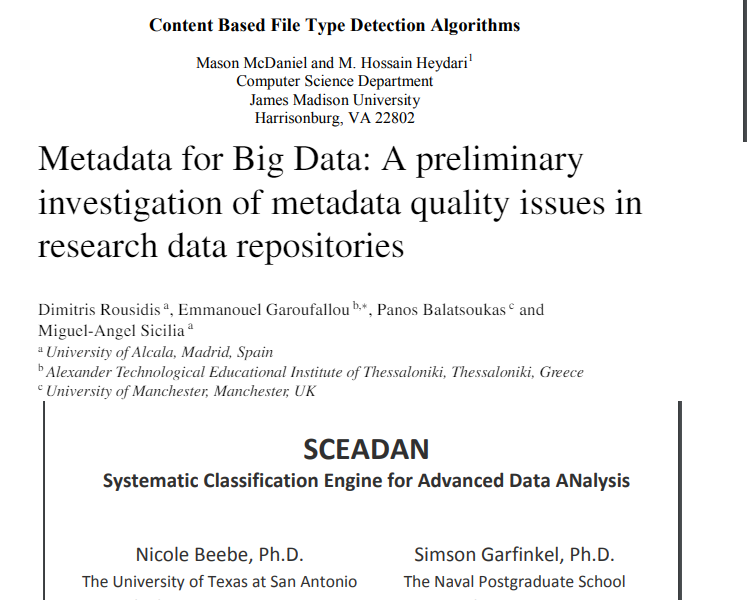 Content Based File Type Detection Algorithms
Mason McDaniel and M. Hossain Heydari¹
Computer Science Department
James Madison University
Harrisonburg, VA 22802
Metadata for Big Data: A preliminary
investigation of metadata quality issues in
research data repositories
Dimitris Rousidis ᵃ, Emmanouel Garoufallou ᵇ,*, Panos Balatsoukas ᶜ and
Miguel-Angel Sicilia ᵃ
ᵃ University of Alcala, Madrid, Spain
ᵇ Alexander Technological Educational Institute of Thessaloniki, Thessaloniki, Greece
ᶜ University of Manchester, Manchester, UK
SCEADAN
Systematic Classification Engine for Advanced Data ANalysis
Nicole Beebe, Ph.D. Simson Garfinkel, Ph.D.
The University of Texas at San Antonio The Naval Postgraduate School